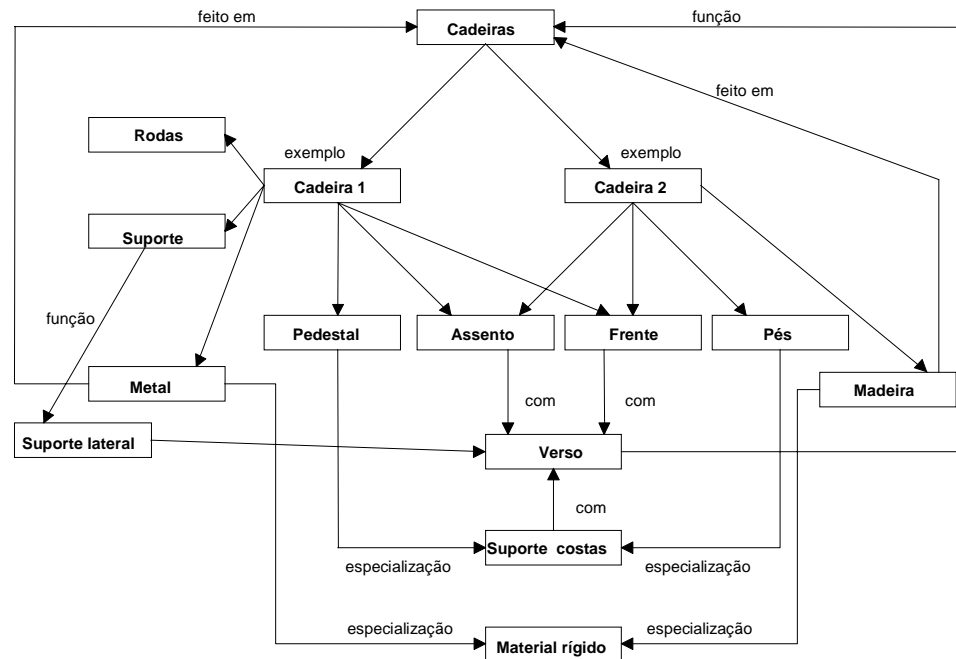 feito em
Cadeiras
função
feito em
Rodas
exemplo
exemplo
Cadeira 1
Cadeira 2
Suporte
função
Pedestal
Assento
Frente
Pés
Metal
Madeira
com
com
Suporte lateral
Verso
com
Suporte costas
especialização
especialização
especialização
especialização
Material rígido